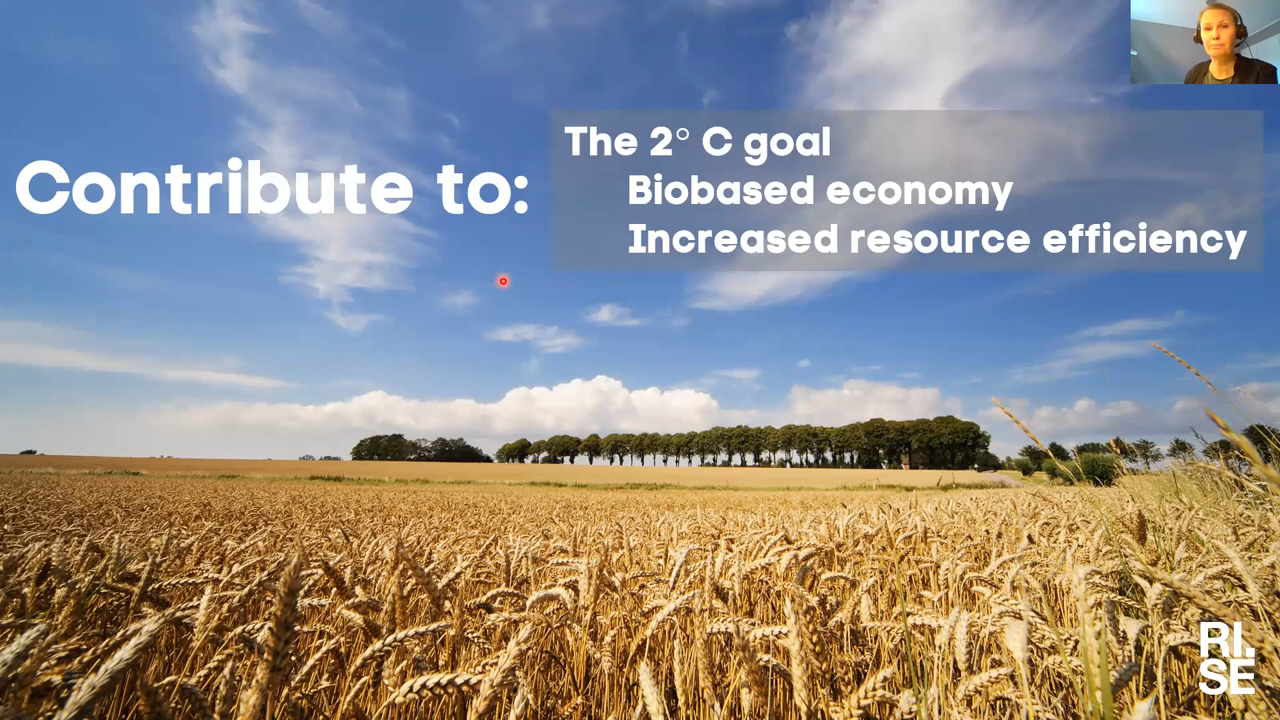 Contribute to:
The 2° C goal
Biobased economy
Increased resource efficiency
RI.
SE